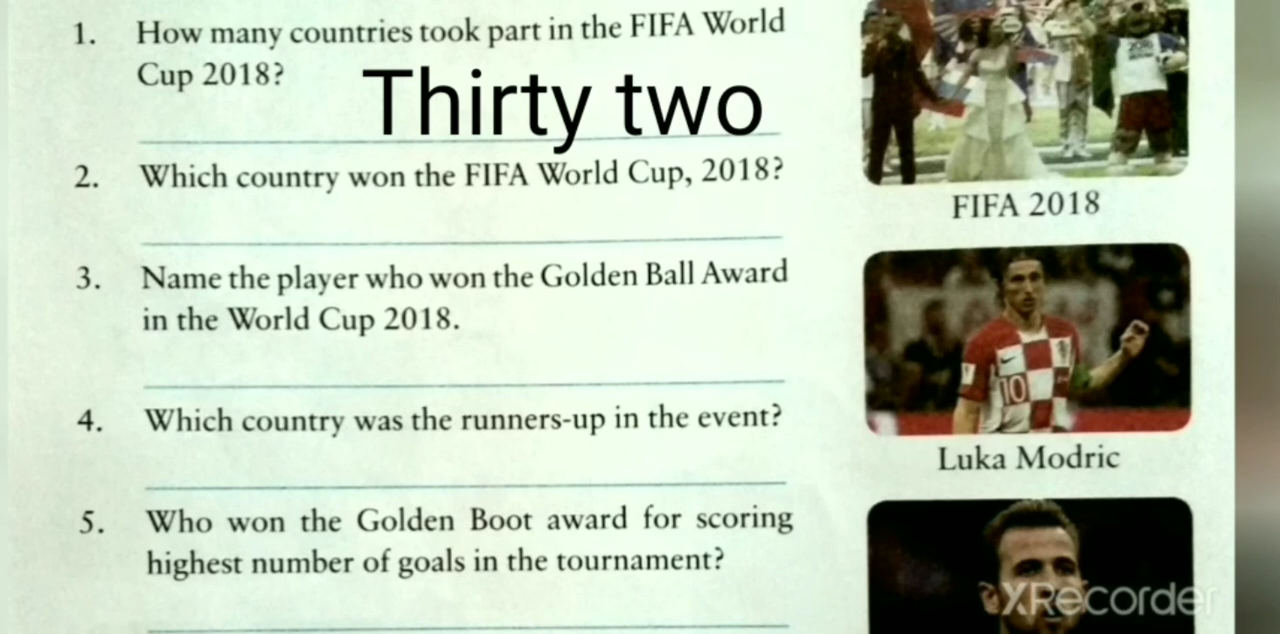 1. How many countries took part in the FIFA World
Cup 2018?
Thirty two
2. Which country won the FIFA World Cup, 2018?
FIFA 2018
3. Name the player who won the Golden Ball Award
in the World Cup 2018.
10
4. Which country was the runners-up in the event?
Luka Modric
5. Who won the Golden Boot award for scoring
highest number of goals in the tournament?
XRecorder